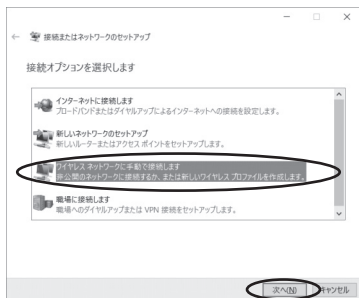 接続またはネットワークのセットアップ
接続オプションを選択します
インターネットに接続します
ブロードバンドまたはダイヤルアップによるインターネットへの接続を設定します。
新しいネットワークのセットアップ
新しいルーターまたはアクセス ポイントをセットアップします。
ワイヤレス ネットワークに手動で接続します
非公開のネットワークに接続するか、または新しいワイヤレス プロファイルを作成します。
職場に接続します
職場へのダイヤルアップまたは VPN 接続をセットアップします。
次へ(N)
キャンセル